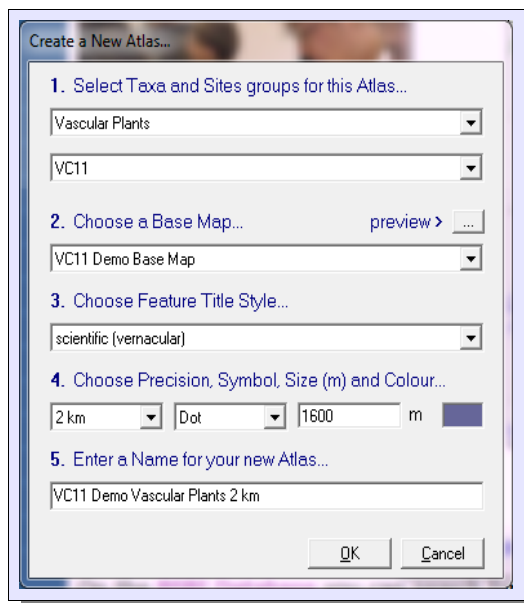 Create a New Atlas...
1. Select Taxa and Sites groups for this Atlas...
Vascular Plants
VC11
2. Choose a Base Map... preview > ...
VC11 Demo Base Map
3. Choose Feature Title Style...
scientific (vernacular)
4. Choose Precision, Symbol, Size (m) and Colour...
2 km Dot 1600 m
5. Enter a Name for your new Atlas...
VC11 Demo Vascular Plants 2 km
OK Cancel